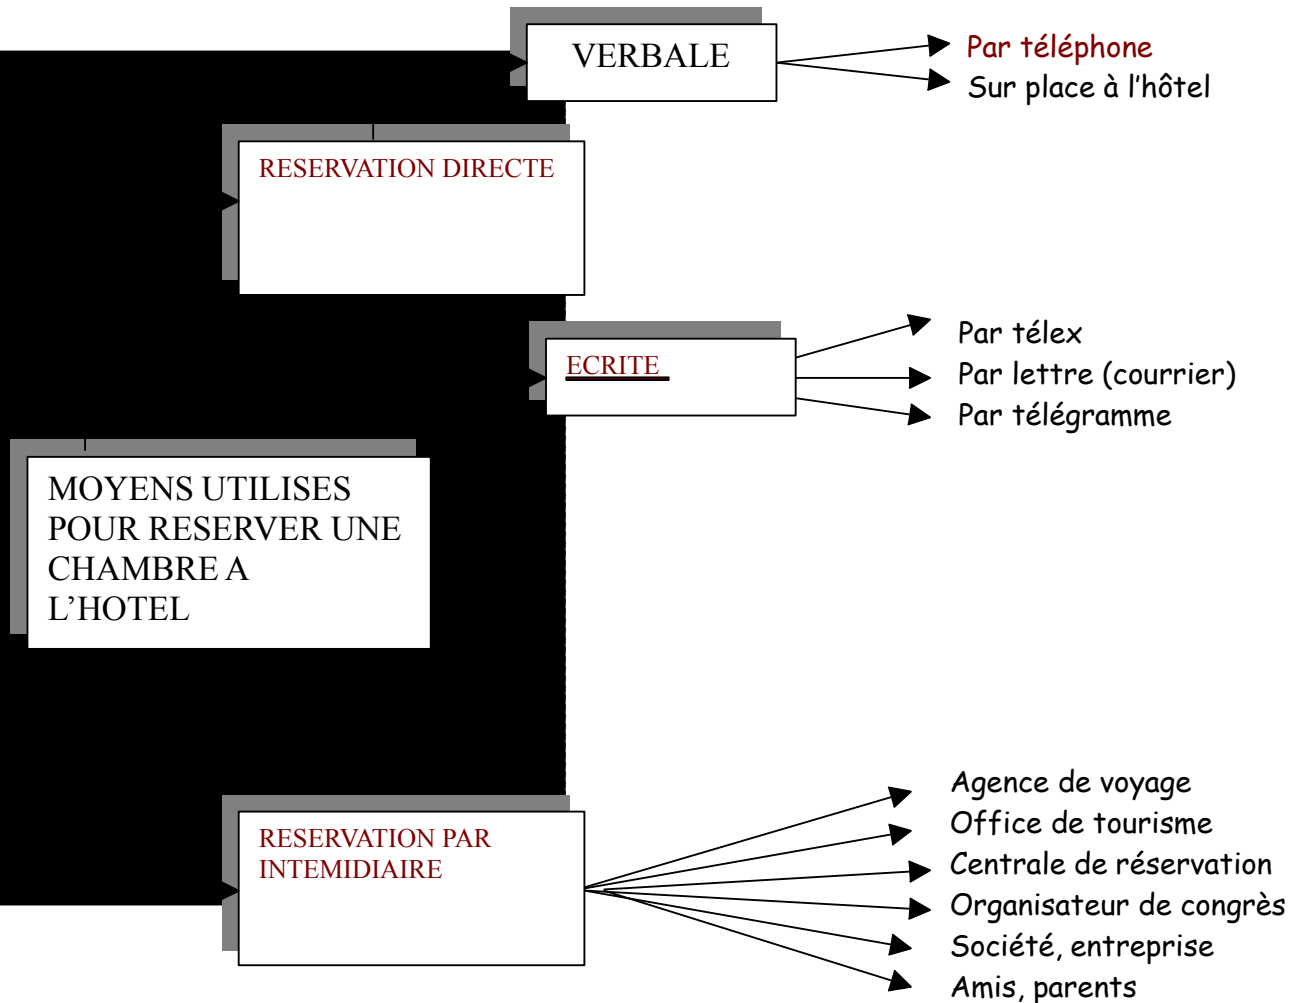 VERBALE
Par téléphone
Sur place à l'hôtel
RESERVATION DIRECTE
ECRITE
Par télex
Par lettre (courrier)
Par télégramme
MOYENS UTILISES
POUR RESERVER UNE
CHAMBRE A
L’HOTEL
RESERVATION PAR
INTEMIDIAIRE
Agence de voyage
Office de tourisme
Centrale de réservation
Organisateur de congrès
Société, entreprise
Amis, parents